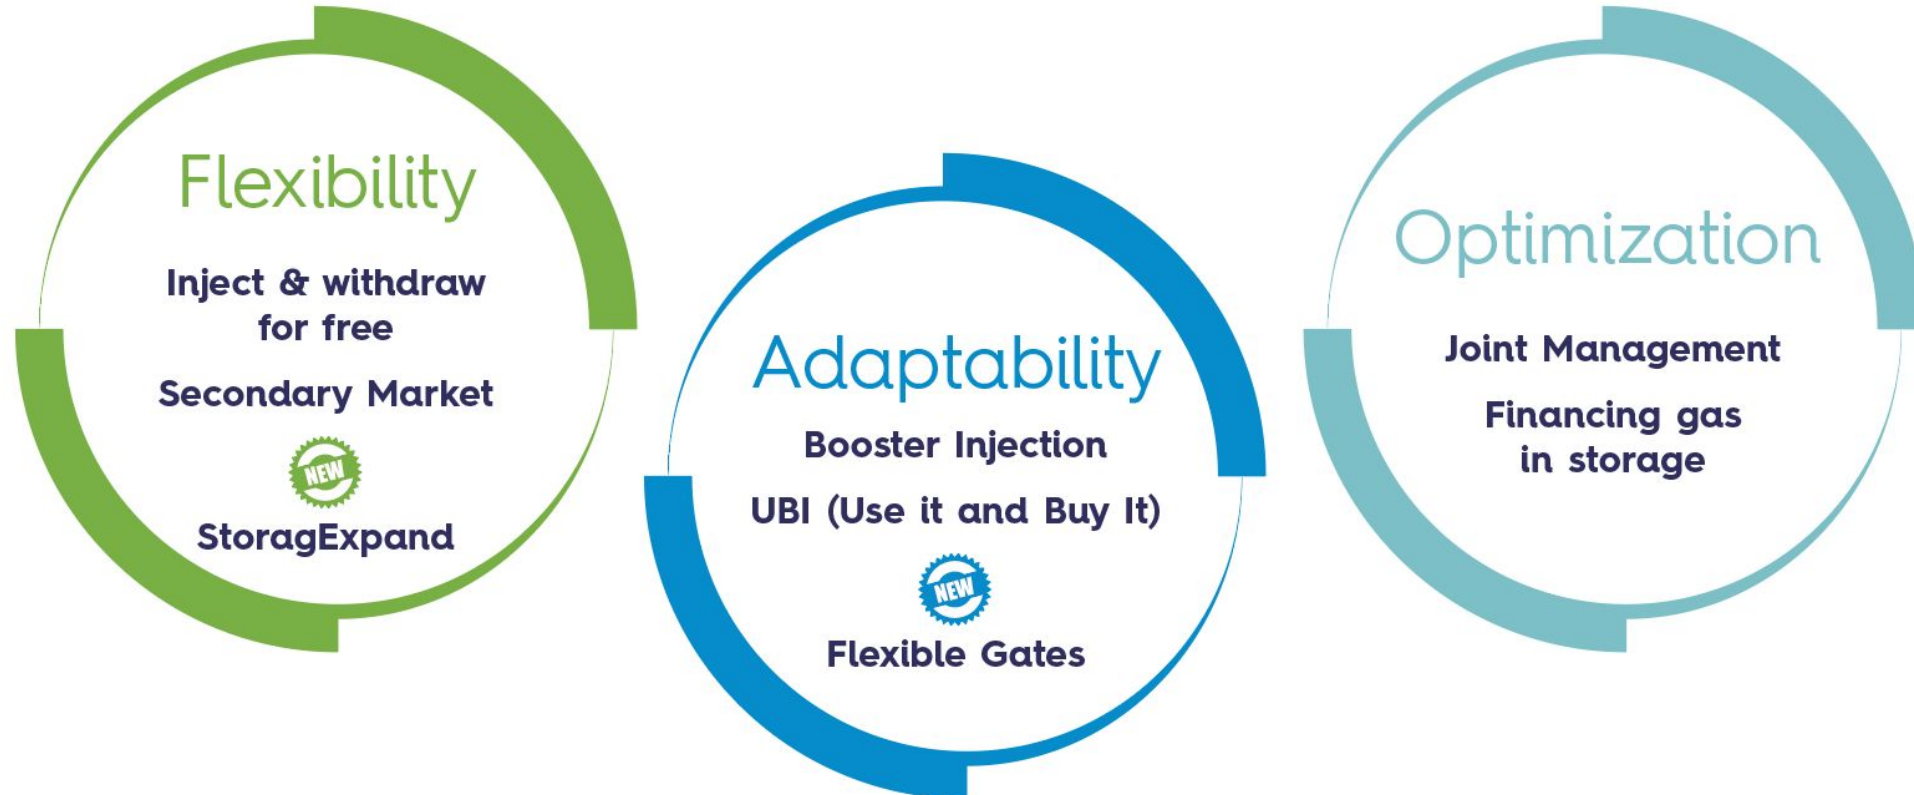 Flexibility
Inject & withdraw
for free
Secondary Market
NEW
StoragExpand
Adaptability
Booster Injection
UBI (Use it and Buy It)
NEW
Flexible Gates
Optimization
Joint Management
Financing gas
in storage